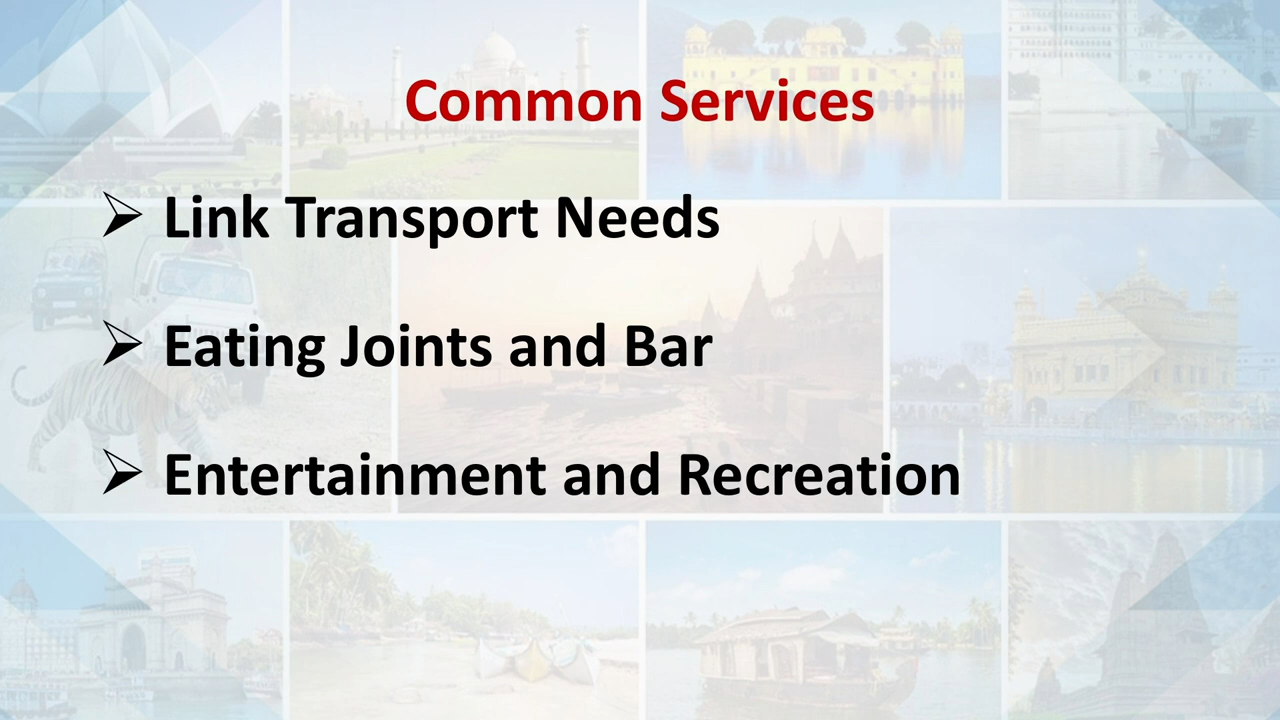 Common Services
➢ Link Transport Needs
➢ Eating Joints and Bar
➢ Entertainment and Recreation